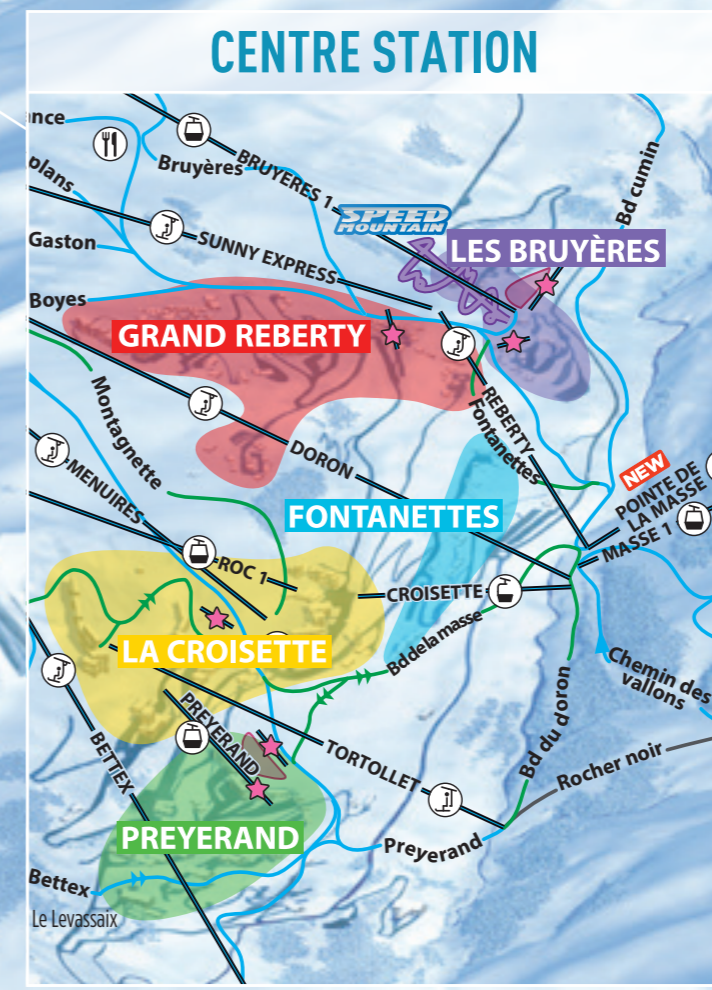 CENTRE STATION
ance
Bruyères
BRUYERES 1
Bd cumin
plans
SPEED
MOUNTAIN
Gaston
SUNNY EXPRESS
LES BRUYÈRES
Boyes
GRAND REBERTY
REBERTY
Fontanettes
Montagnette
DORON
MENUIRES
NEW
POINTE DE
LA MASSE
MASSE 1
FONTANETTES
ROC 1
CROISETTE
Bd de la masse
LA CROISETTE
Chemin des
vallons
PREYERAND
BETTEX
TORTOLLET
Bd du doron
Rocher noir
PREYERAND
Preyerand
Bettex
Le Levassaix